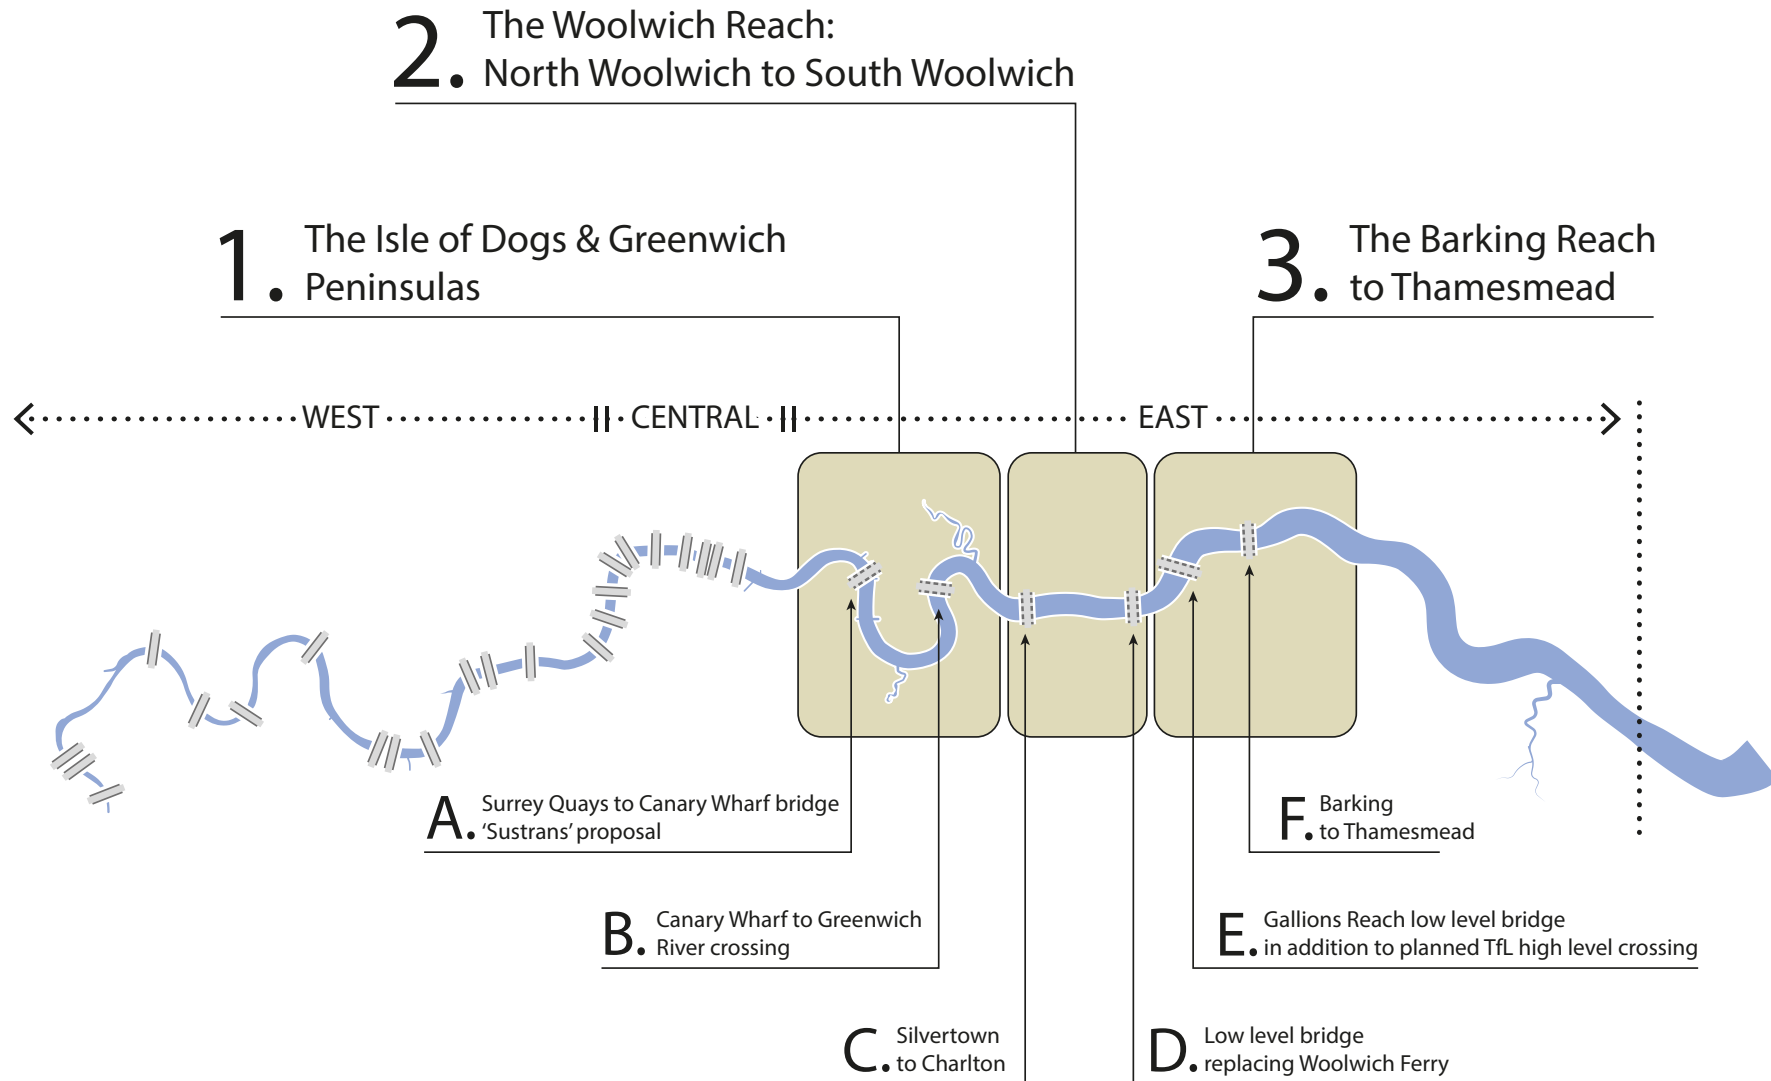 2. The Woolwich Reach:
North Woolwich to South Woolwich
1. The Isle of Dogs & Greenwich
Peninsulas
3. The Barking Reach
to Thamesmead
WEST
CENTRAL
EAST
A. Surrey Quays to Canary Wharf bridge
‘Sustrans’ proposal
F. Barking
to Thamesmead
B. Canary Wharf to Greenwich
River crossing
E. Gallions Reach low level bridge
in addition to planned TfL high level crossing
C. Silvertown
to Charlton
D. Low level bridge
replacing Woolwich Ferry